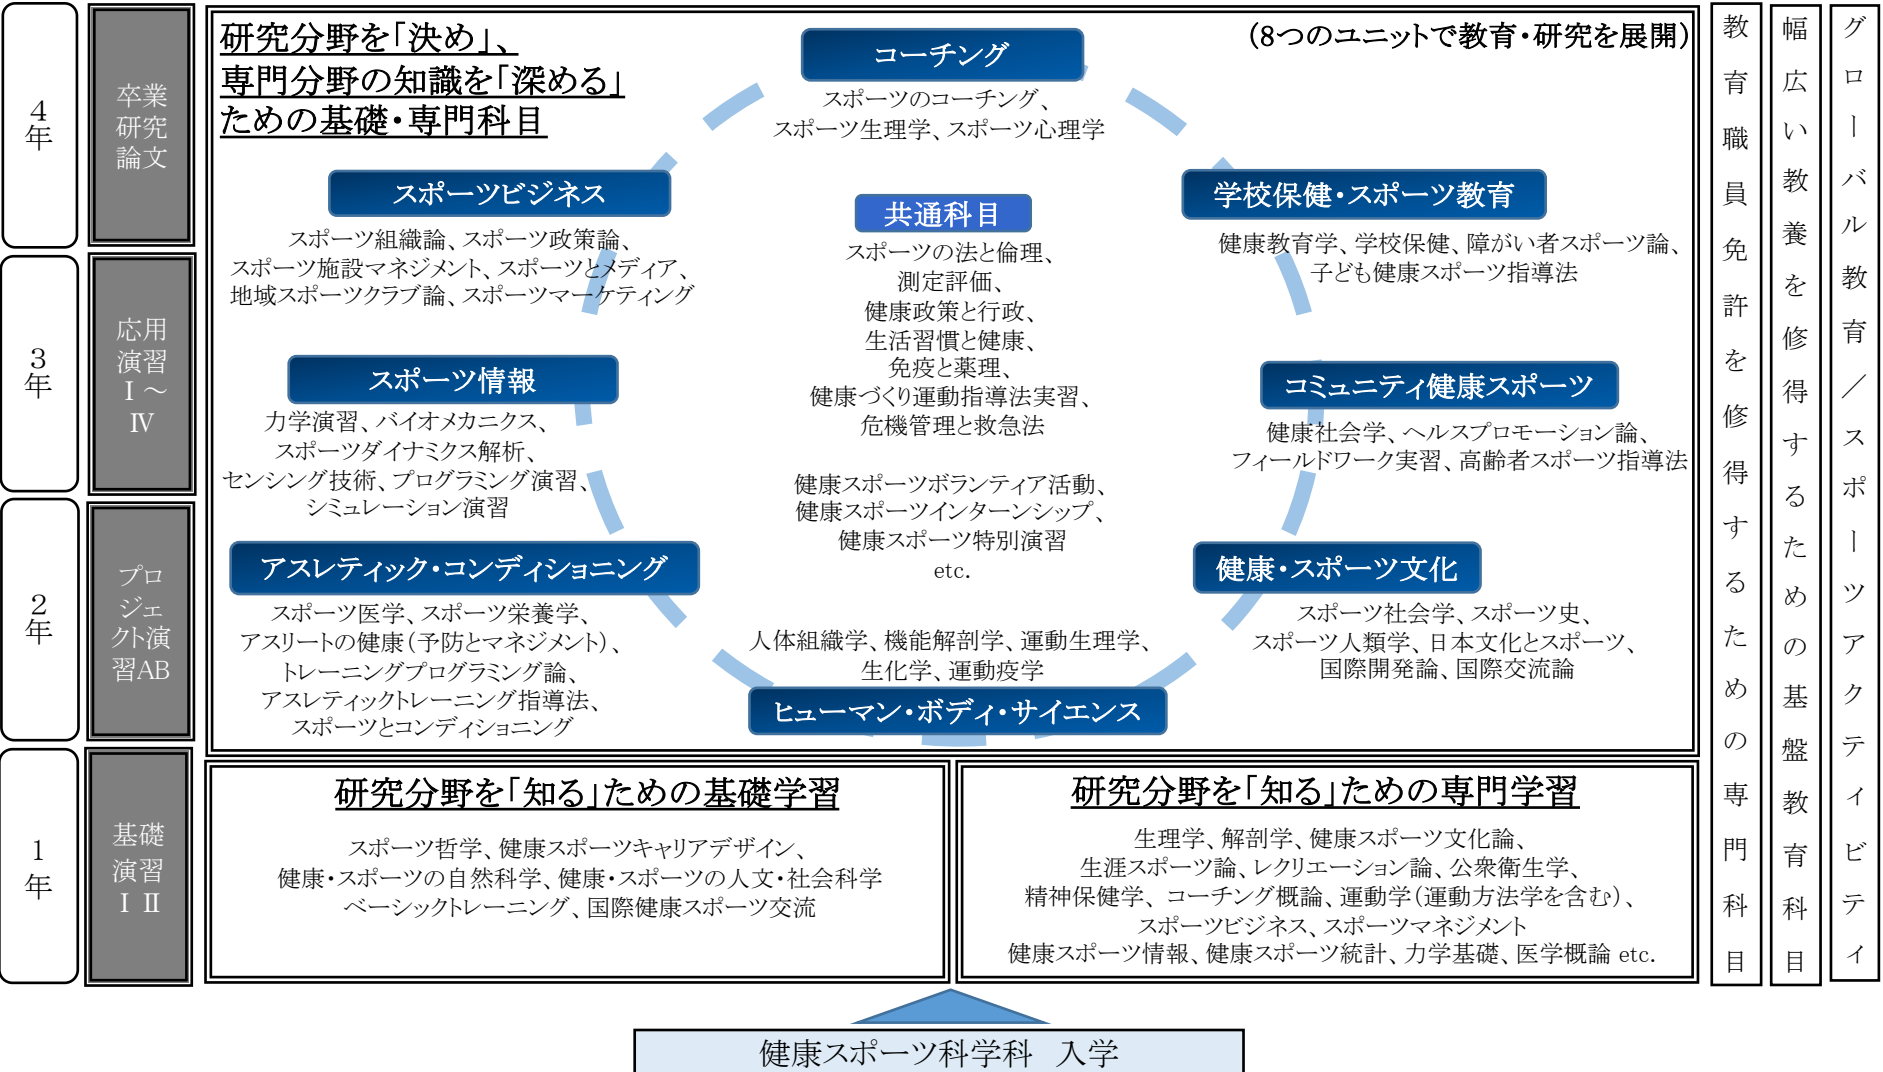 4年
卒業
研究
論文
3年
応用
演習
Ⅰ～
Ⅳ
2年
プロ
ジェ
クト演
習AB
1年
基礎
演習
Ⅰ Ⅱ
研究分野を「決め」、
専門分野の知識を「深める」
ための基礎・専門科目
（8つのユニットで教育・研究を展開）
コーチング
スポーツのコーチング、
スポーツ生理学、スポーツ心理学
スポーツビジネス
スポーツ組織論、スポーツ政策論、
スポーツ施設マネジメント、スポーツとメディア、
地域スポーツクラブ論、スポーツマーケティング
学校保健・スポーツ教育
健康教育学、学校保健、障がい者スポーツ論、
子ども健康スポーツ指導法
共通科目
スポーツの法と倫理、
測定評価、
健康政策と行政、
生活習慣と健康、
免疫と薬理、
健康づくり運動指導法実習、
危機管理と救急法
健康スポーツボランティア活動、
健康スポーツインターンシップ、
健康スポーツ特別演習
etc.
スポーツ情報
力学演習、バイオメカニクス、
スポーツダイナミクス解析、
センシング技術、プログラミング演習、
シミュレーション演習
コミュニティ健康スポーツ
健康社会学、ヘルスプロモーション論、
フィールドワーク実習、高齢者スポーツ指導法
アスレティック・コンディショニング
スポーツ医学、スポーツ栄養学、
アスリートの健康（予防とマネジメント）、
トレーニングプログラミング論、
アスレティックトレーニング指導法、
スポーツとコンディショニング
健康・スポーツ文化
スポーツ社会学、スポーツ史、
スポーツ人類学、日本文化とスポーツ、
国際開発論、国際交流論
人体組織学、機能解剖学、運動生理学、
生化学、運動疫学
ヒューマン・ボディ・サイエンス
研究分野を「知る」ための基礎学習
スポーツ哲学、健康スポーツキャリアデザイン、
健康・スポーツの自然科学、健康・スポーツの人文・社会科学
ベーシックトレーニング、国際健康スポーツ交流
研究分野を「知る」ための専門学習
生理学、解剖学、健康スポーツ文化論、
生涯スポーツ論、レクリエーション論、公衆衛生学、
精神保健学、コーチング概論、運動学（運動方法学を含む）、
スポーツビジネス、スポーツマネジメント
健康スポーツ情報、健康スポーツ統計、力学基礎、医学概論 etc.
教育職員免許を修得するための専門科目
幅広い教養を修得するための基盤教育科目
グローバル教育／スポーツアクティビティ
健康スポーツ科学科　入学